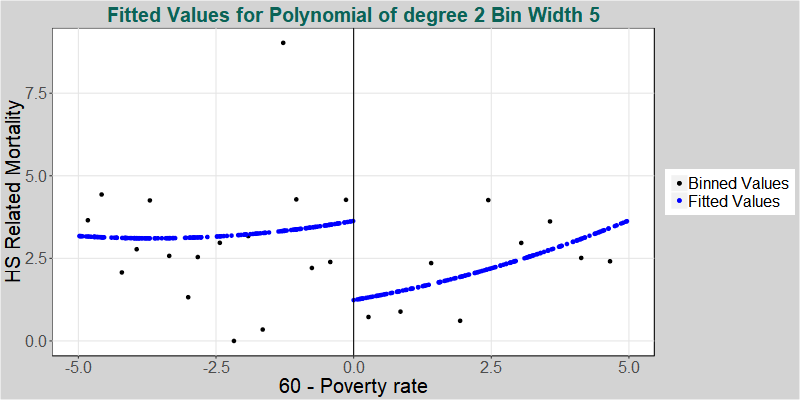 Fitted Values for Polynomial of degree 2 Bin Width 5
HS Related Mortality
7.5
5.0
2.5
0.0
-5.0
-2.5
0.0
2.5
5.0
60 - Poverty rate
Binned Values
Fitted Values